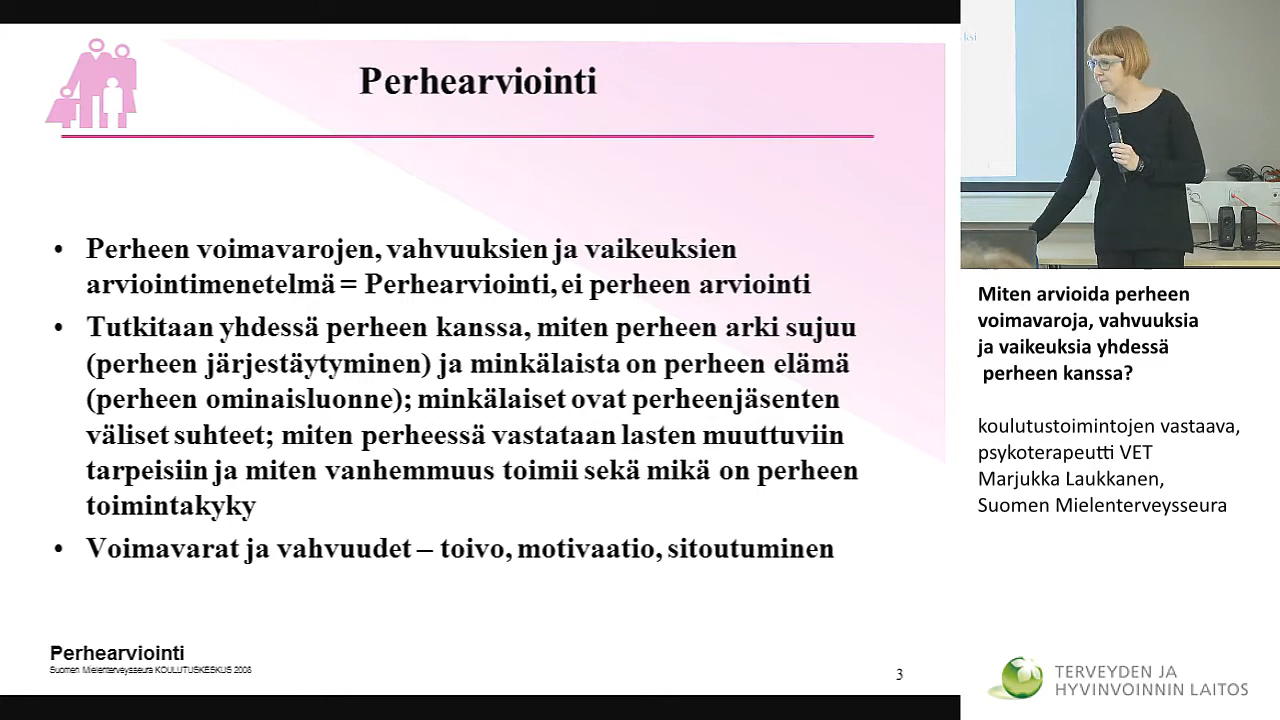 Perhearviointi
• Perheen voimavarojen, vahvuuksien ja vaikeuksien
arviointimenetelmä = Perhearviointi, ei perheen arviointi
• Tutkitaan yhdessä perheen kanssa, miten perheen arki sujuu
(perheen järjestäytyminen) ja minkälaista on perheen elämä
(perheen ominaisluonne); minkälaiset ovat perheenjäsenten
väliset suhteet; miten perheessä vastataan lasten muuttuviin
tarpeisiin ja miten vanhemmuus toimii sekä mikä on perheen
toimintakyky
• Voimavarat ja vahvuudet – toivo, motivaatio, sitoutuminen
Perhearviointi
Suomen Mielenterveysseura KOULUTUSKESKUS 2008
3
Miten arvioida perheen
voimavaroja, vahvuuksia
ja vaikeuksia yhdessä
perheen kanssa?
koulutustoimintojen vastaava,
psykoterapeutti VET
Marjukka Laukkanen,
Suomen Mielenterveysseura
TERVEYDEN JA
HYVINVOINNIN LAITOS